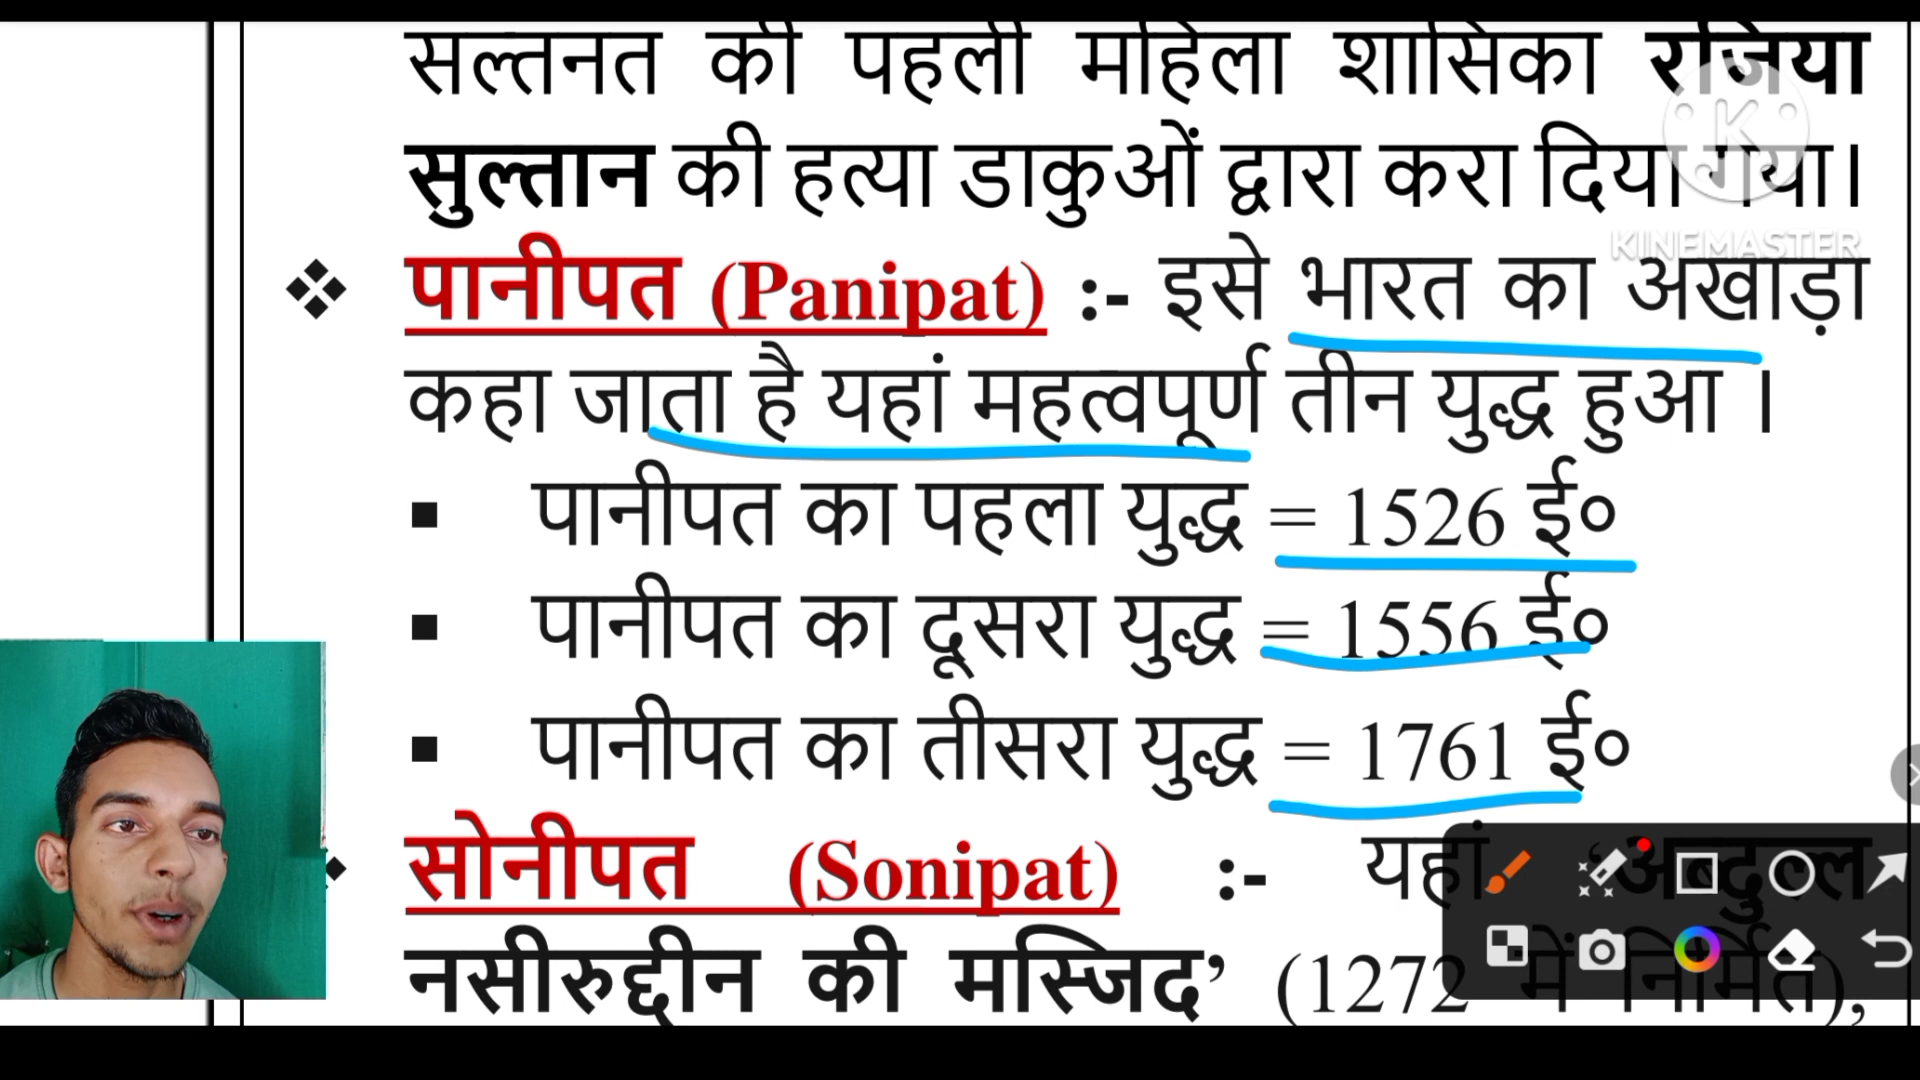 सल्तनत की पहली महिला शासिका रजिया
सुल्तान की हत्या डाकुओं द्वारा करा दिया गया।
KINEMASTER
❖ पानीपत (Panipat) :- इसे भारत का अखाड़ा
कहा जाता है यहां महत्वपूर्ण तीन युद्ध हुआ ।
▪ पानीपत का पहला युद्ध = 1526 ई०
▪ पानीपत का दूसरा युद्ध = 1556 ई०
▪ पानीपत का तीसरा युद्ध = 1761 ई०
सोनीपत (Sonipat) :- यहां ‘अब्दुल्ल
नसीरुद्दीन की मस्जिद’ (1272 में निर्मित),